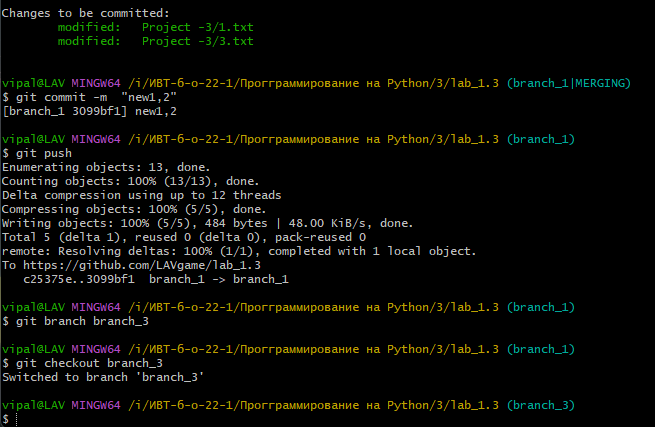 Changes to be committed:
        modified:   Project -3/1.txt
        modified:   Project -3/3.txt
vipal@LAV MINGW64 /i/ИВТ-б-о-22-1/Прогграммирование на Python/3/lab_1.3 (branch_1|MERGING)
$ git commit -m  "new1,2"
[branch_1 3099bf1] new1,2
vipal@LAV MINGW64 /i/ИВТ-б-о-22-1/Прогграммирование на Python/3/lab_1.3 (branch_1)
$ git push
Enumerating objects: 13, done.
Counting objects: 100% (13/13), done.
Delta compression using up to 12 threads
Compressing objects: 100% (5/5), done.
Writing objects: 100% (5/5), 484 bytes | 48.00 KiB/s, done.
Total 5 (delta 1), reused 0 (delta 0), pack-reused 0
remote: Resolving deltas: 100% (1/1), completed with 1 local object.
To https://github.com/LAVgame/lab_1.3
   c25375e..3099bf1  branch_1 -> branch_1
vipal@LAV MINGW64 /i/ИВТ-б-о-22-1/Прогграммирование на Python/3/lab_1.3 (branch_1)
$ git branch branch_3
vipal@LAV MINGW64 /i/ИВТ-б-о-22-1/Прогграммирование на Python/3/lab_1.3 (branch_1)
$ git checkout branch_3
Switched to branch 'branch_3'
vipal@LAV MINGW64 /i/ИВТ-б-о-22-1/Прогграммирование на Python/3/lab_1.3 (branch_3)
$